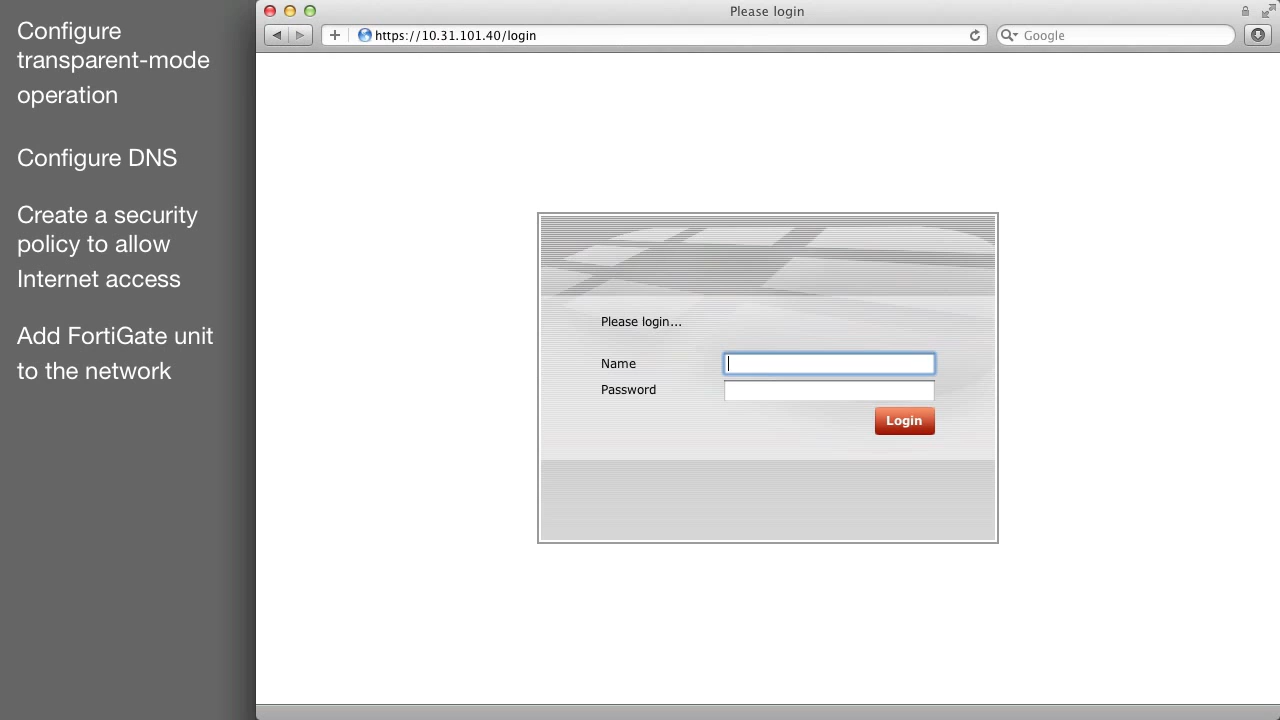 Configure
transparent-mode
operation
Configure DNS
Create a security
policy to allow
Internet access
Add FortiGate unit
to the network
Please login
https://10.31.101.40/login
Google
Please login...
Name
Password
Login